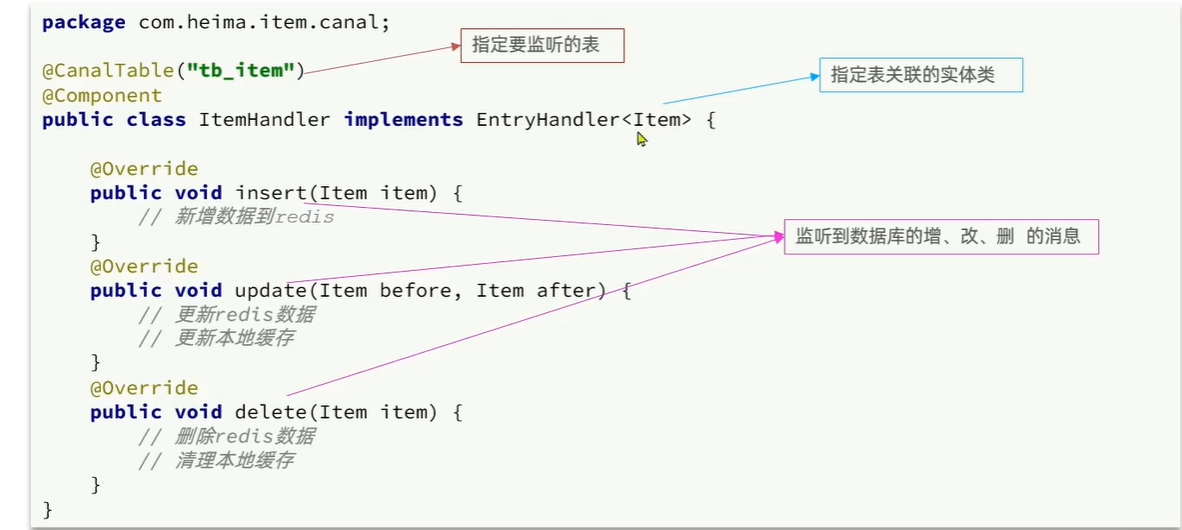 package com.heima.item.canal;
指定要监听的表
@CanalTable("tb_item")
指定表关联的实体类
@Component
public class ItemHandler implements EntryHandler<Item> {
@Override
public void insert(Item item) {
// 新增数据到redis
}
监听到数据库的增、改、删 的消息
@Override
public void update(Item before, Item after) {
// 更新redis数据
// 更新本地缓存
}
@Override
public void delete(Item item) {
// 删除redis数据
// 清理本地缓存
}
}